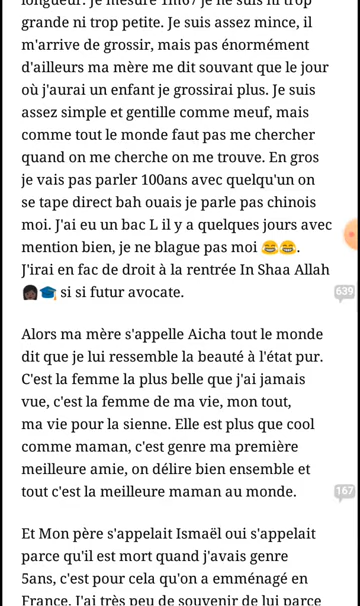 longueur. Je mesure 1m67 je ne suis ni trop
grande ni trop petite. Je suis assez mince, il
m'arrive de grossir, mais pas énormément
d'ailleurs ma mère me dit souvent que le jour
où j'aurai un enfant je grossirai plus. Je suis
assez simple et gentille comme meuf, mais
comme tout le monde faut pas me chercher
quand on me cherche on me trouve. En gros
je vais pas parler 100ans avec quelqu'un on
se tape direct bah ouais je parle pas chinois
moi. J'ai eu un bac L il y a quelques jours avec
mention bien, je ne blague pas moi 😂😂.
J'irai en fac de droit à la rentrée In Shaa Allah
👩🏿‍🎓 si si futur avocate.
639
Alors ma mère s'appelle Aicha tout le monde
dit que je lui ressemble la beauté à l'état pur.
C'est la femme la plus belle que j'ai jamais
vue, c'est la femme de ma vie, mon tout,
ma vie pour la sienne. Elle est plus que cool
comme maman, c'est genre ma première
meilleure amie, on délire bien ensemble et
tout c'est la meilleure maman au monde.
167
Et Mon père s'appelait Ismaël oui s'appelait
parce qu'il est mort quand j'avais genre
5ans, c'est pour cela qu'on a emménagé en
France. J'ai très peu de souvenir de lui parce